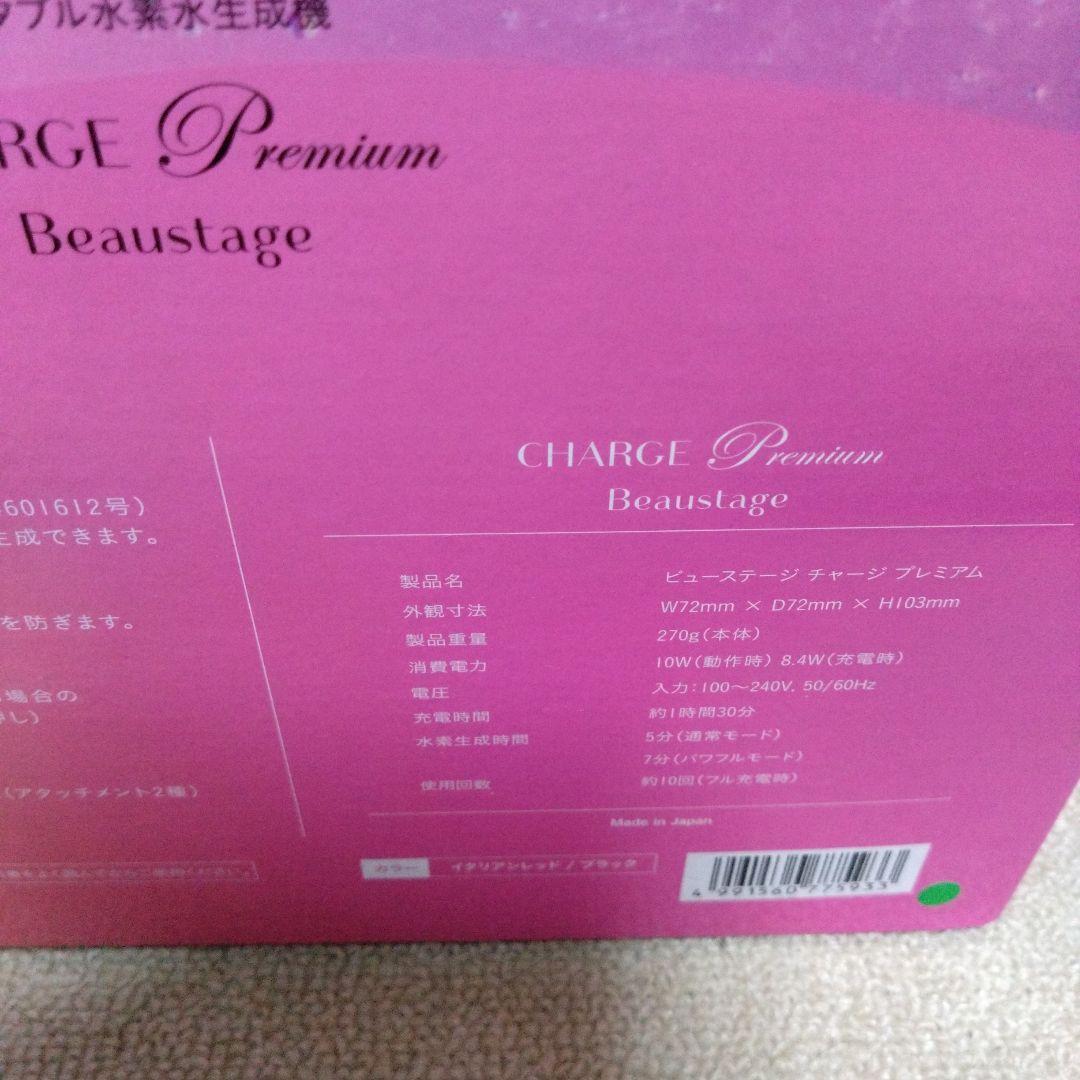 タブル水素水生成機
RGE Premium
Beaustage
601612号)
生成できます。
を防ぎます。
場合の
押し)
(アタッチメント2種)
CHARGE Premium
Beaustage
製品名 ビューステージ チャージ プレミアム
外観寸法 W72mm × D72mm × H103mm
製品重量 270g(本体)
消費電力 10W(動作時) 8.4W(充電時)
電圧 入力:100〜240V, 50/60Hz
充電時間 約1時間30分
水素生成時間 5分(通常モード)
7分(パワフルモード)
使用回数 約10回(フル充電時)
Made in Japan
カラー イタリアンレッド / ブラック
4 991560 775933